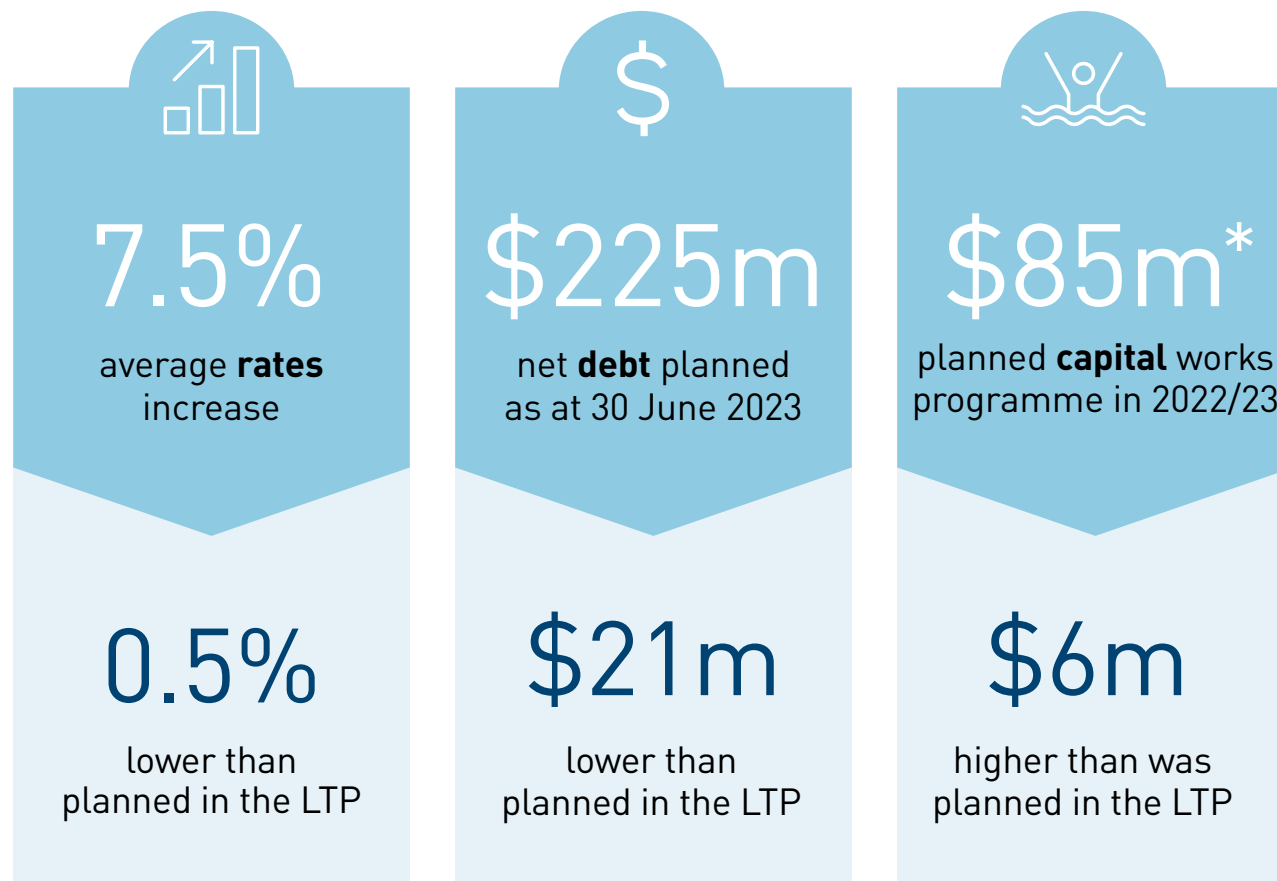 7.5%
average rates
increase
0.5%
lower than
planned in the LTP
$
$225m
net debt planned
as at 30 June 2023
$21m
lower than
planned in the LTP
$85m*
planned capital works
programme in 2022/23
$6m
higher than was
planned in the LTP